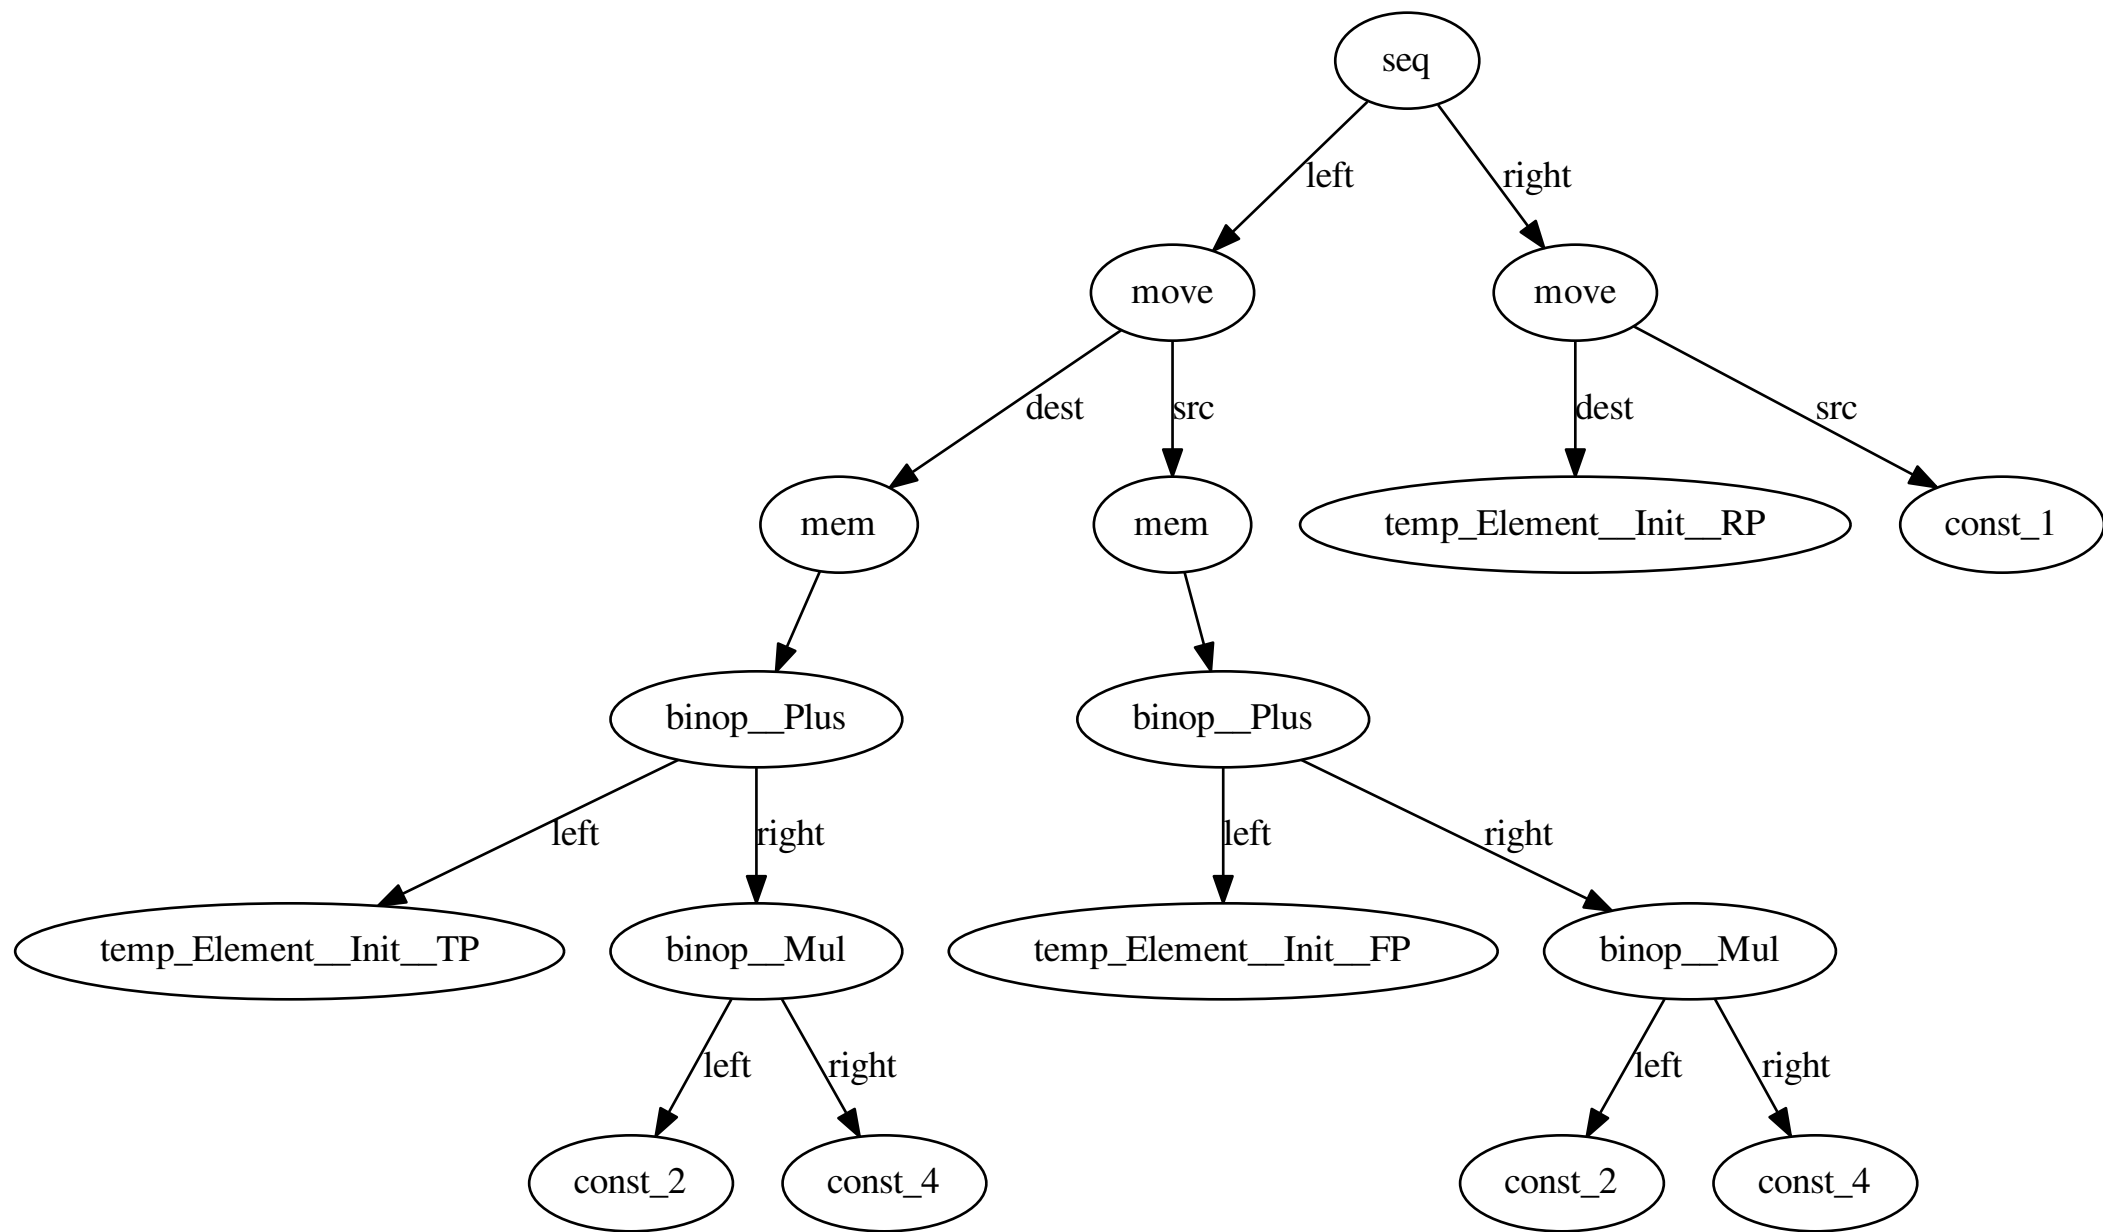 seq
left
right
move
move
dest
src
dest
src
mem
mem
temp_Element__Init__RP
const_1
binop__Plus
binop__Plus
left
right
left
right
temp_Element__Init__TP
binop__Mul
temp_Element__Init__FP
binop__Mul
left
right
left
right
const_2
const_4
const_2
const_4